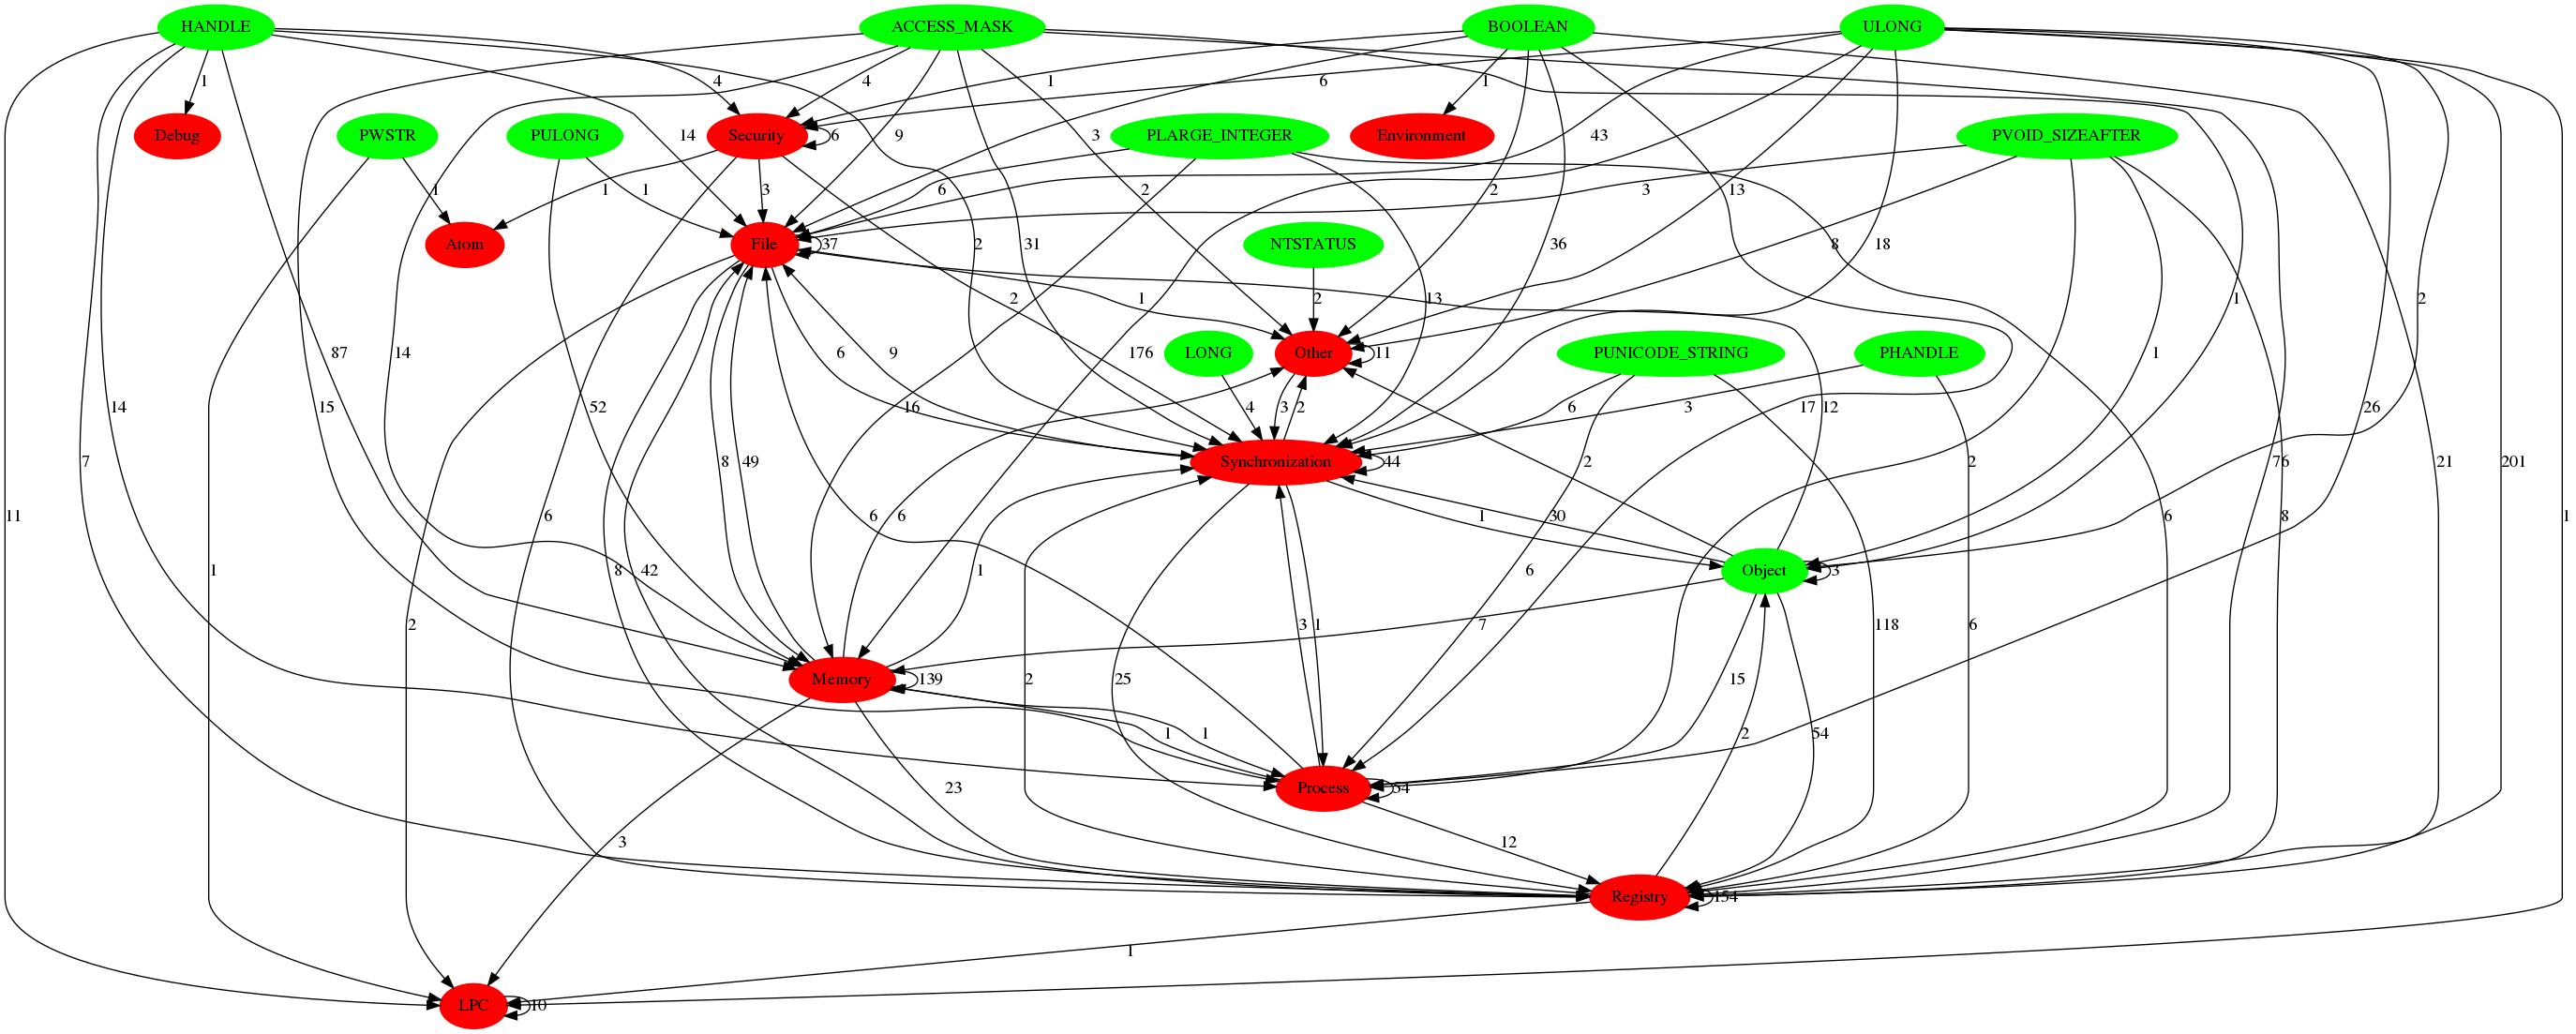 HANDLE ACCESS_MASK BOOLEAN ULONG
1 4 4 1 6
Debug PWSTR PULONG Security 6 PLARGE_INTEGER Environment PVOID_SIZEAFTER
14 9 3 43 13
1 1 1 3 6 2 2 3
Atom File 37 2 31 NTSTATUS 36 8 18
2 1 2 13 1 2
87 14 6 9 LONG Other 11 PUNICODE_STRING PHANDLE 1
14 15 52 16 176 4 3 2 6 17 12 3 2 26
7 8 49 Synchronization 44 2 76 21 201
11 6 6 6 1 30 6 8 1
1 8 42 1 Object 3
2 3 1 6 7 118 6
Memory 139 2 25 15
1 1 2 54
23 Process 54
3 12
Registry 154
1
LPC 10